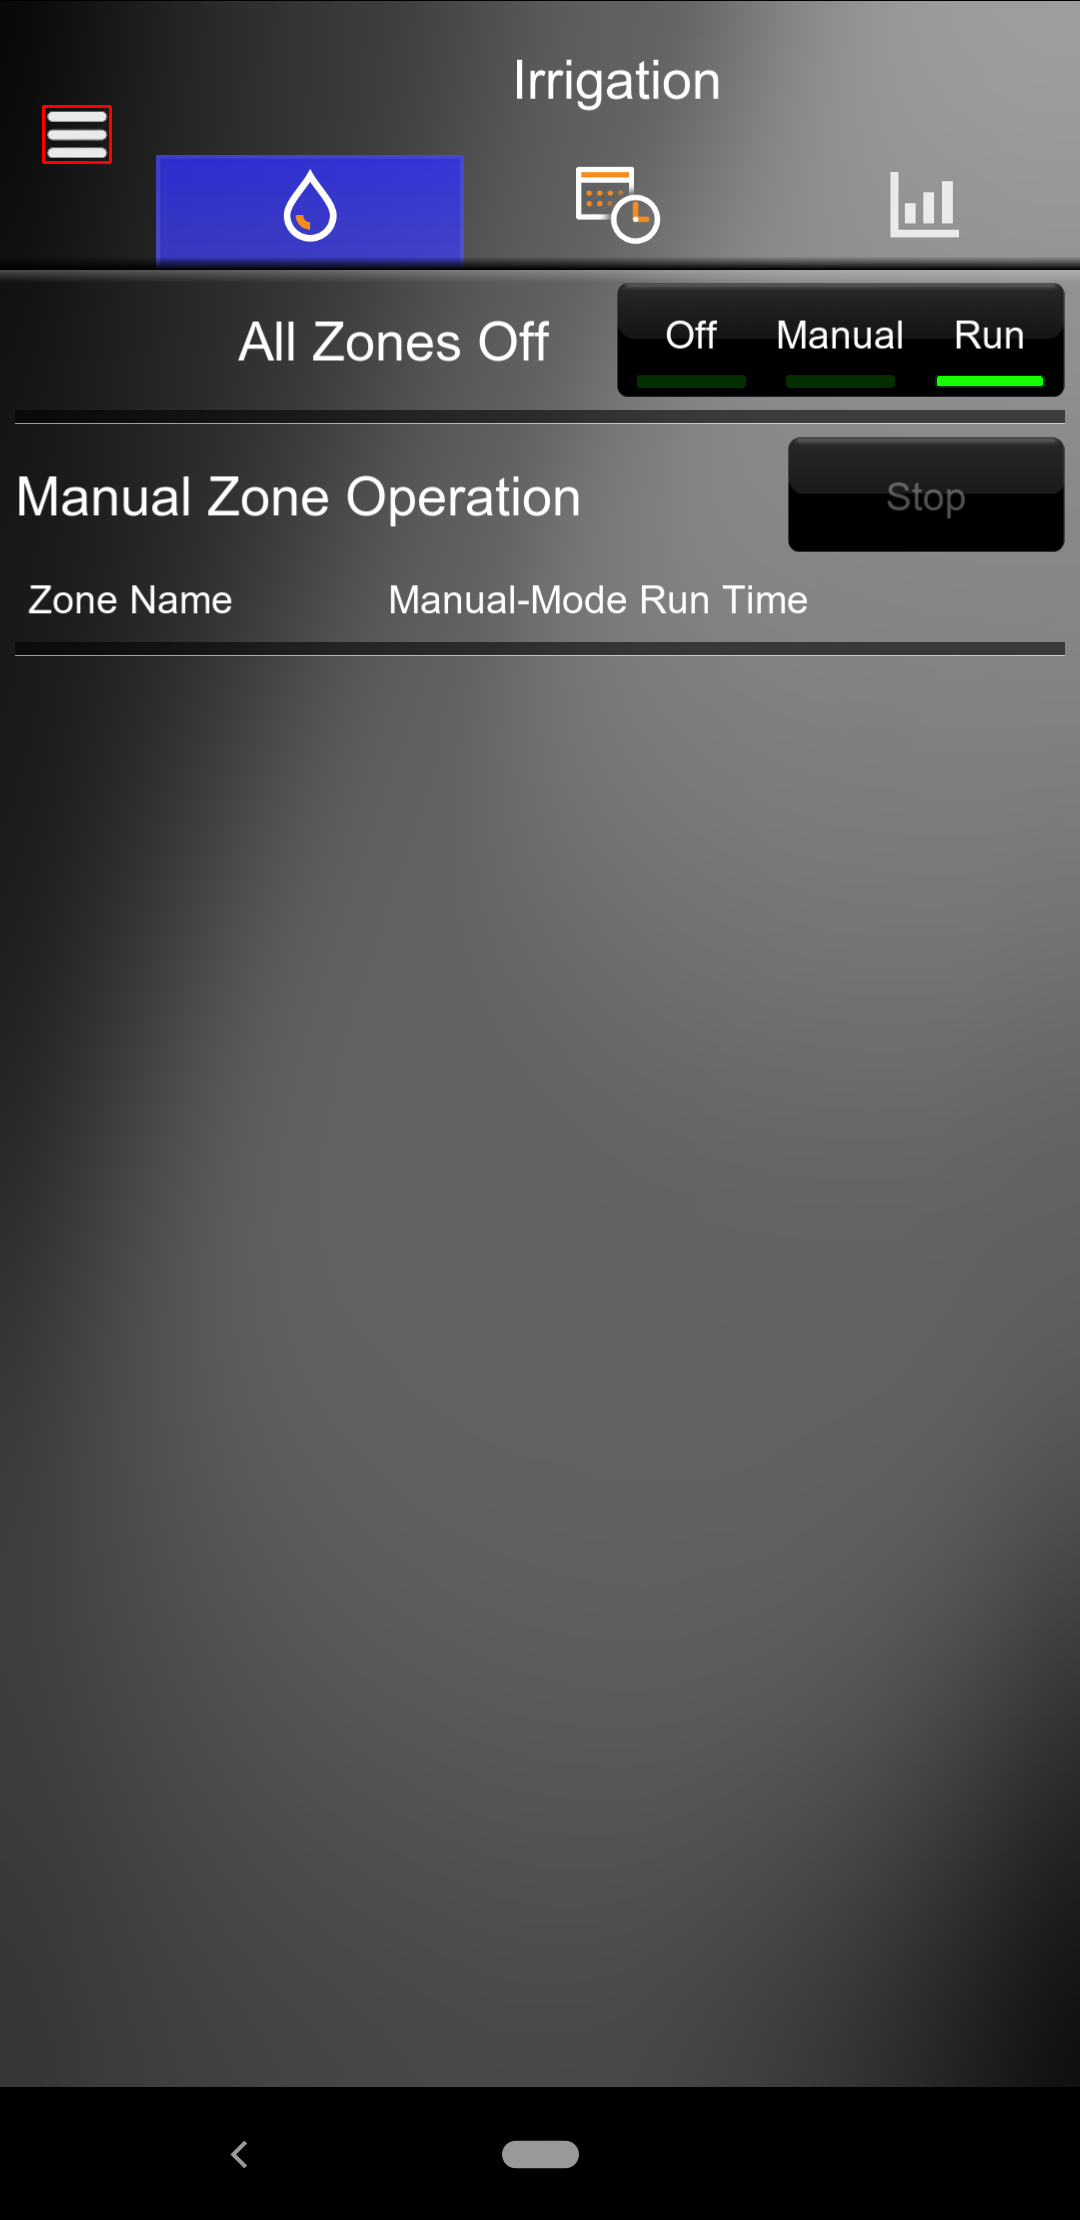 Irrigation
All Zones Off
Off Manual Run
Manual Zone Operation
Stop
Zone Name Manual-Mode Run Time